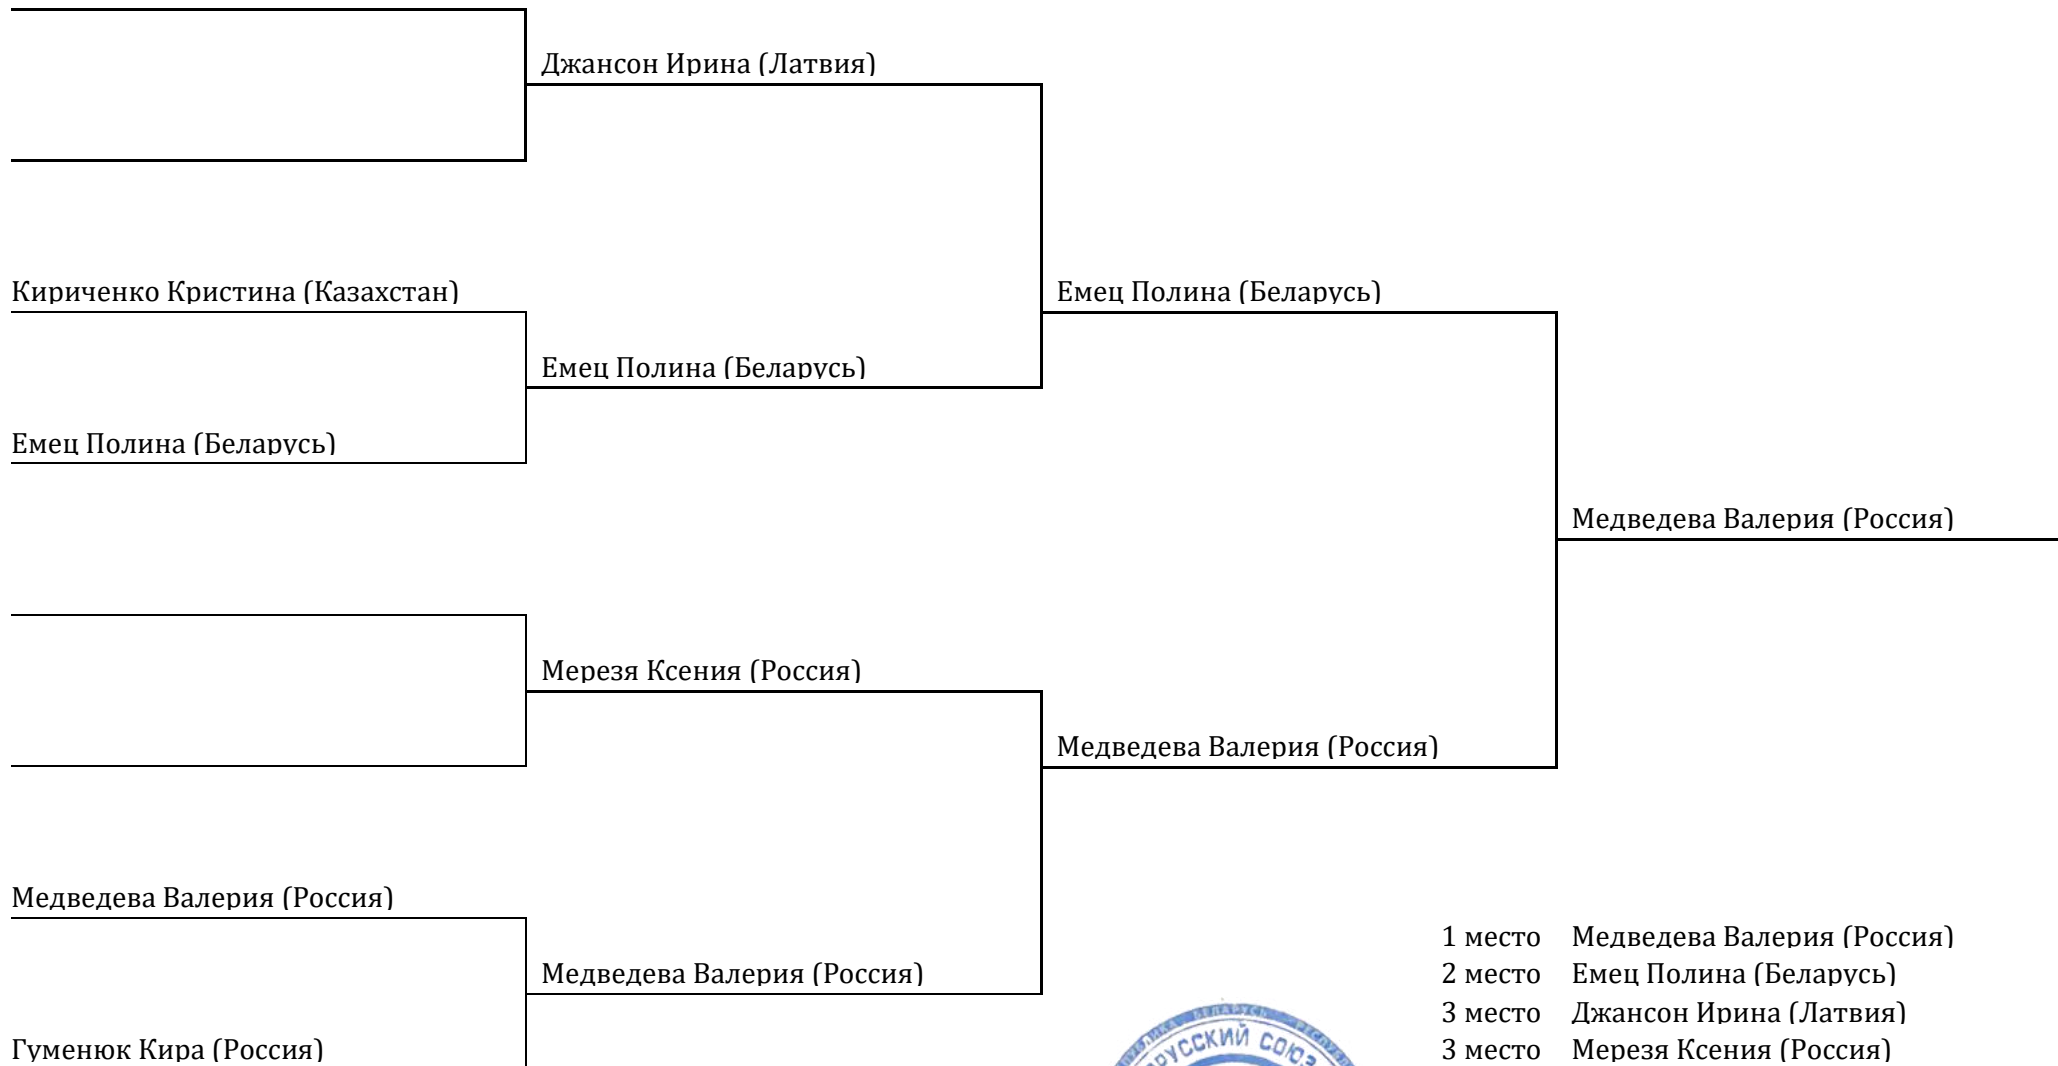 Джансон Ирина (Латвия)
Кириченко Кристина (Казахстан)
Емец Полина (Беларусь)
Емец Полина (Беларусь)
Емец Полина (Беларусь)
Медведева Валерия (Россия)
Мерезя Ксения (Россия)
Медведева Валерия (Россия)
Медведева Валерия (Россия)
1 место Медведева Валерия (Россия)
Медведева Валерия (Россия)
2 место Емец Полина (Беларусь)
3 место Джансон Ирина (Латвия)
Гуменюк Кира (Россия)
3 место Мерезя Ксения (Россия)
БЕЛАРУСЬ
СОЮЗ